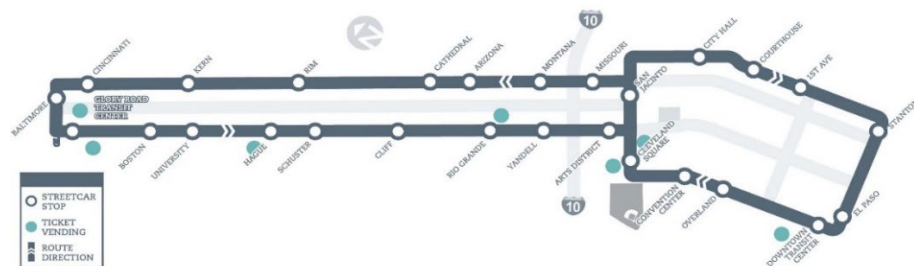 10
CINCINNATI
KERN
RIM
CATHEDRAL
ARIZONA
MONTANA
MISSOURI
SAN
JACINTO
CITY HALL
COURTHOUSE
1ST AVE
STANTON
BALTIMORE
GLORY ROAD
TRANSIT
CENTER
BOSTON
UNIVERSITY
HAGUE
SCHUSTER
CLIFF
RIO GRANDE
YANDELL
ARTS DISTRICT
CLEVELAND
SQUARE
CONVENTION
CENTER
OVERLAND
DOWNTOWN
TRANSIT
CENTER
EL PASO
10
STREETCAR
STOP
TICKET
VENDING
ROUTE
DIRECTION